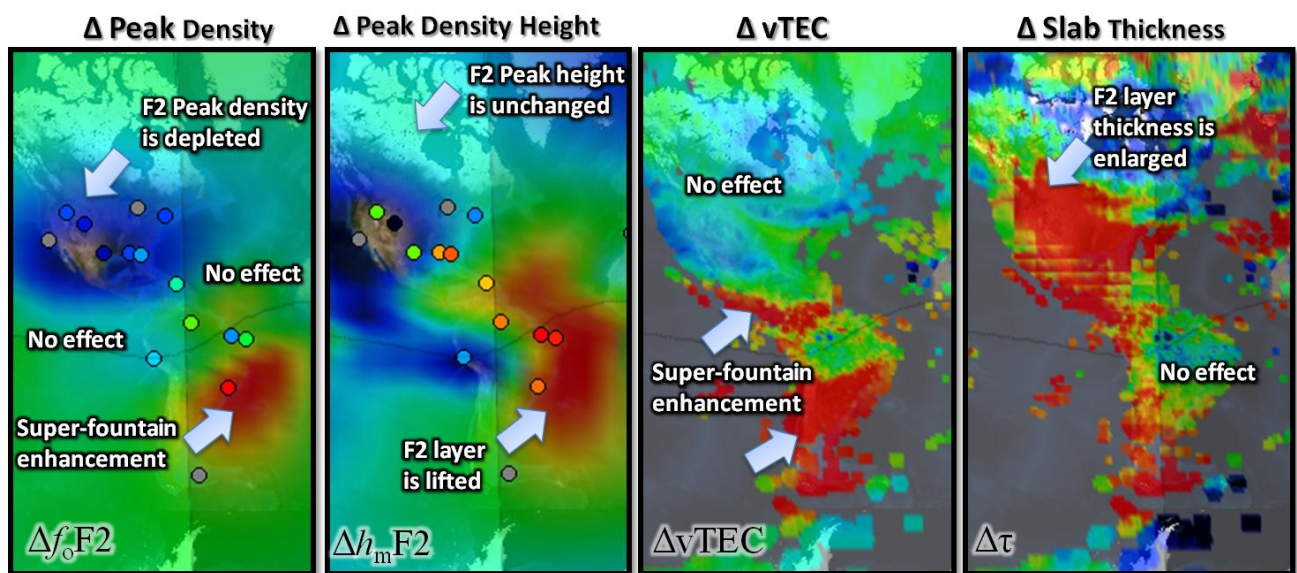 Δ Peak Density
F2 Peak density
is depleted
No effect
No effect
Super-fountain
enhancement
ΔfoF2
Δ Peak Density Height
F2 Peak height
is unchanged
F2 layer
is lifted
ΔhmF2
Δ vTEC
No effect
Super-fountain
enhancement
ΔvTEC
Δ Slab Thickness
F2 layer
thickness is
enlarged
No effect
Δτ